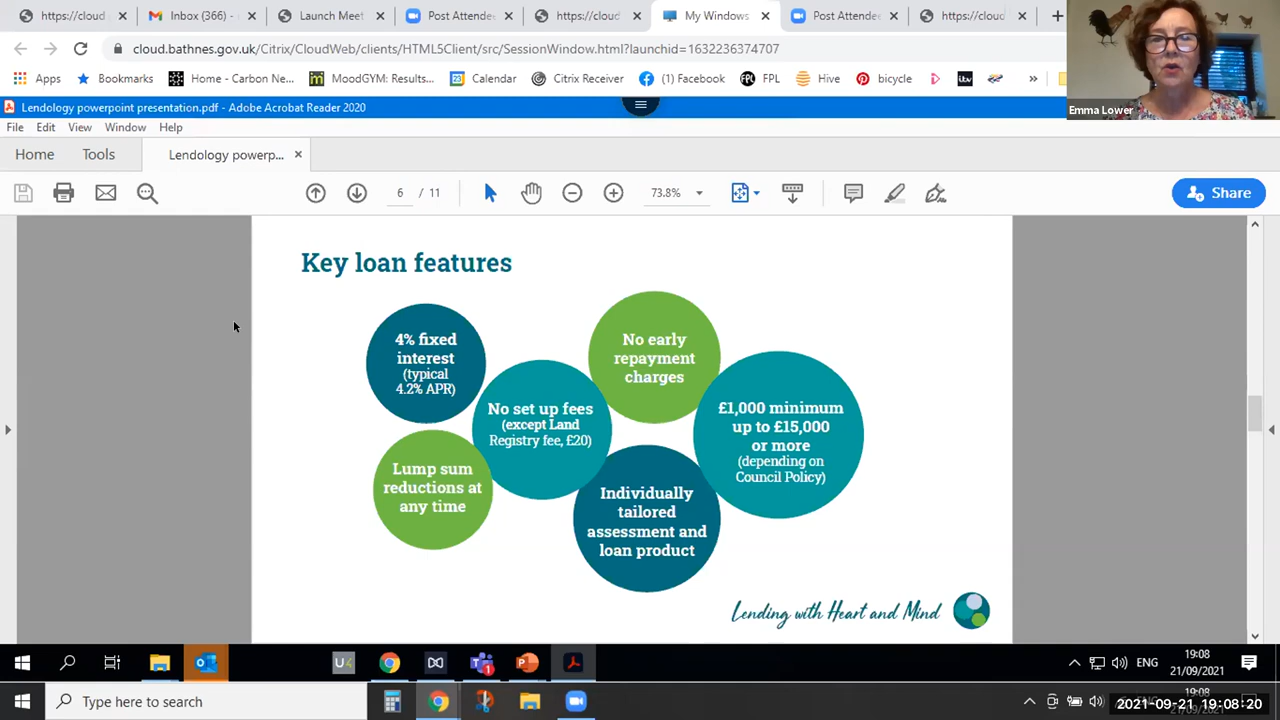 https://cloud
Inbox (366) -
Launch Meet
Post Attendee
https://cloud
My Windows
Post Attende
https://cloud
cloud.bathnes.gov.uk/Citrix/CloudWeb/clients/HTML5Client/src/SessionWindow.html?launchid=1632236374707
Apps
Bookmarks
Home - Carbon Ne...
MoodGYM: Results...
Calendar
Citrix Receiver
(1) Facebook
FPL
Hive
bicycle
itv
»
Emma Lower
Lendology powerpoint presentation.pdf - Adobe Acrobat Reader 2020
File Edit View Window Help
Home
Tools
Lendology powerp...
6 / 11
73.8%
Share
Key loan features
4% fixed
interest
(typical
4.2% APR)
No set up fees
(except Land
Registry fee, £20)
No early
repayment
charges
£1,000 minimum
up to £15,000
or more
(depending on
Council Policy)
Lump sum
reductions at
any time
Individually
tailored
assessment and
loan product
Lending with Heart and Mind
U4
ENG
19:08
21/09/2021
Type here to search
19:08
2021-09-21 19:08:20